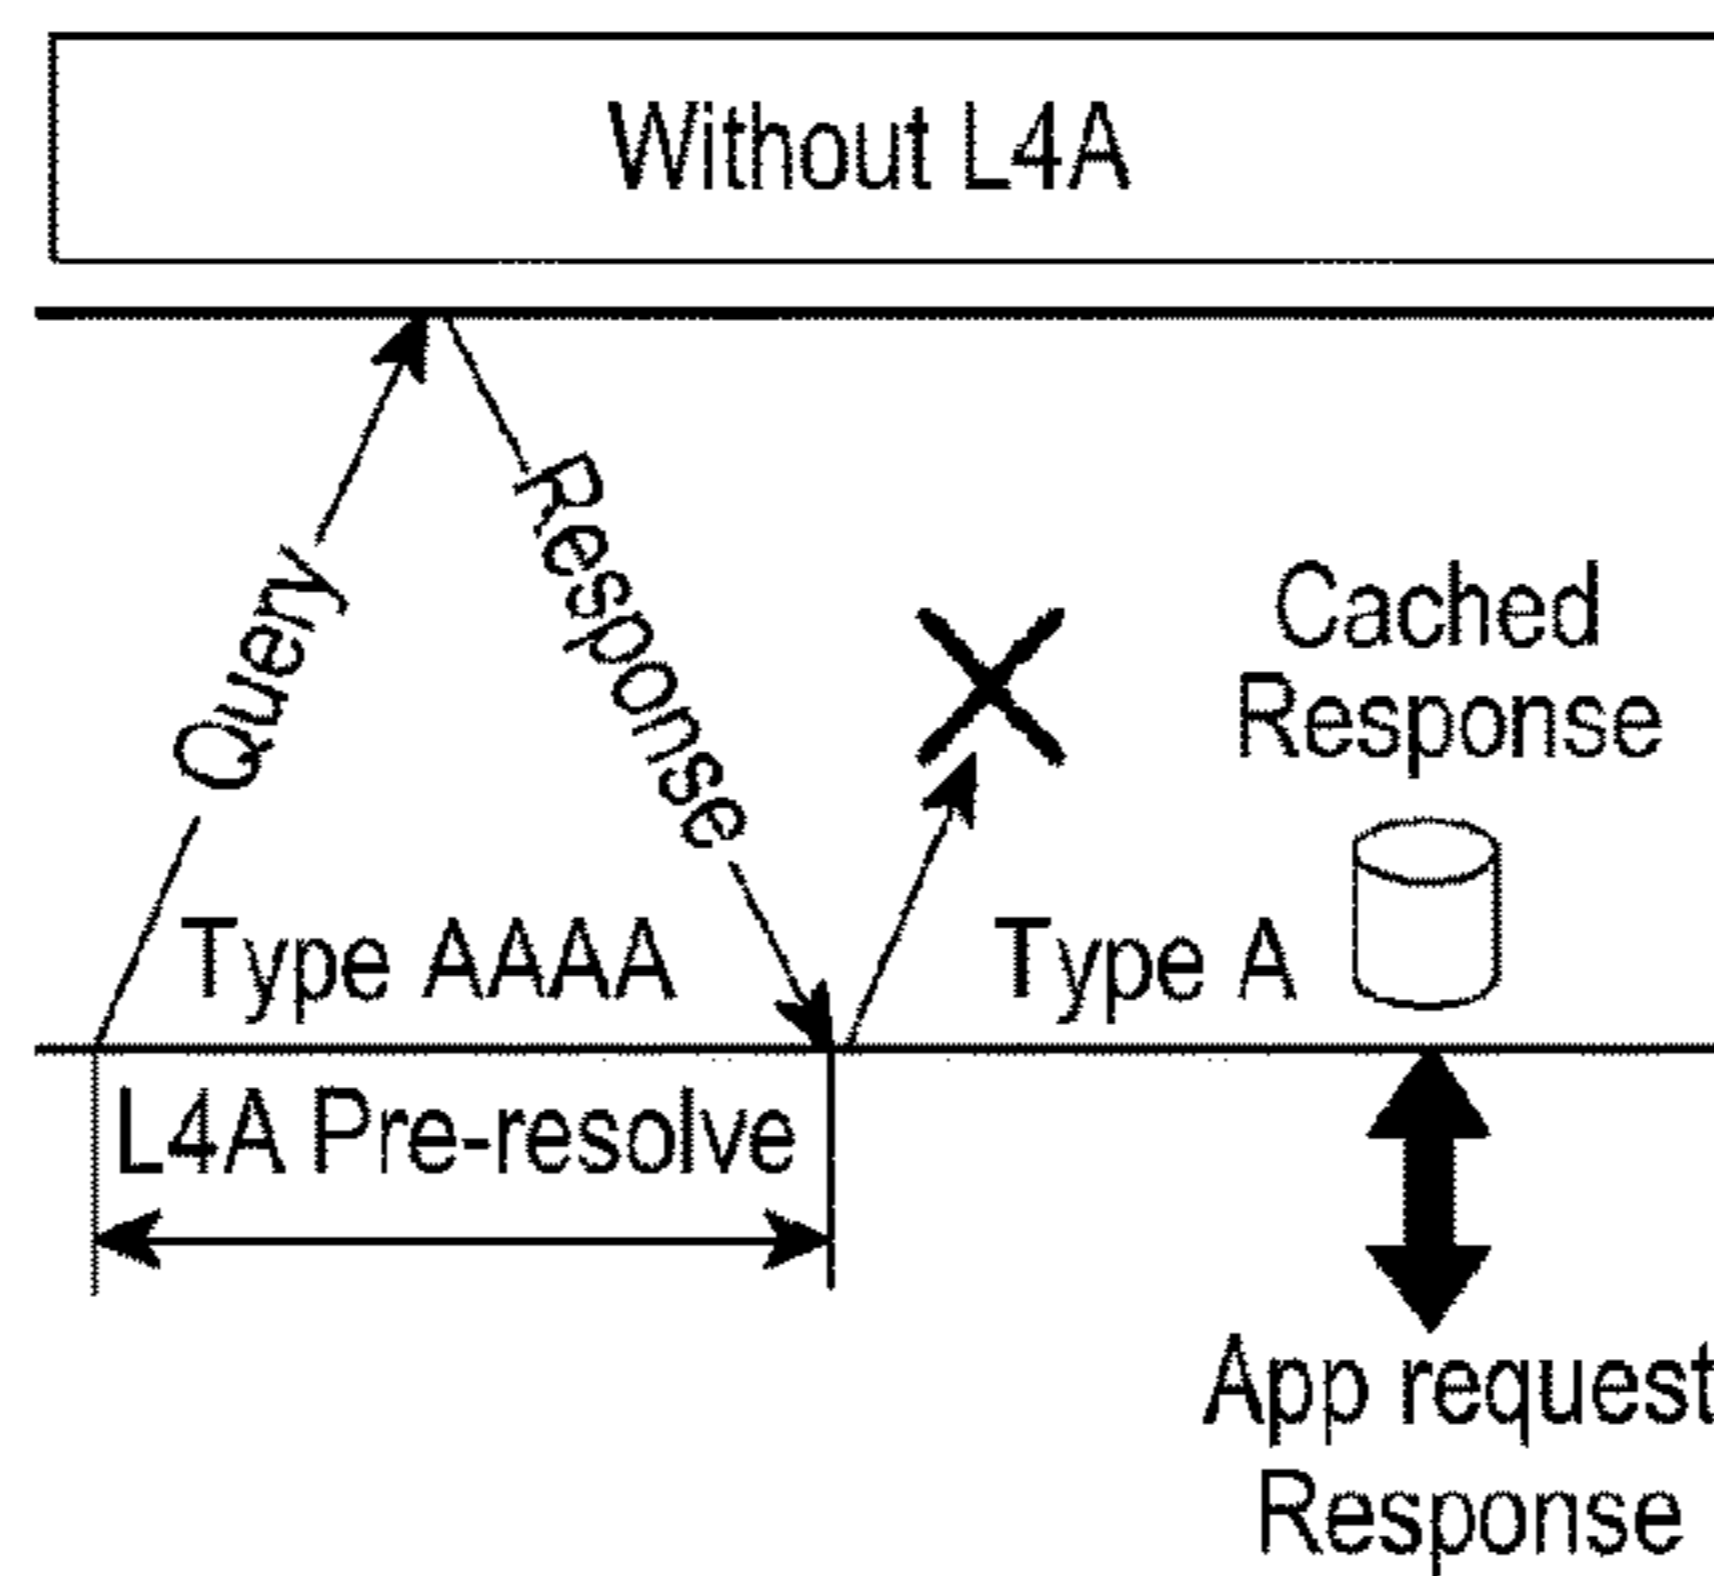 Without L4A
Query
Response
Cached
Response
Type AAAA
Type A
L4A Pre-resolve
App request
Response